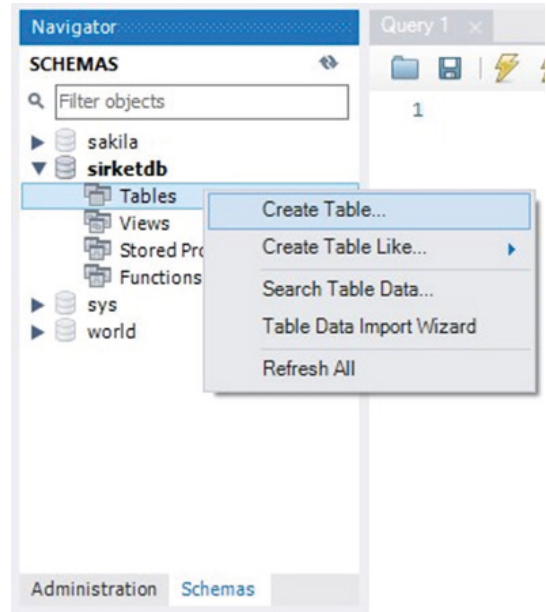 Navigator
SCHEMAS
Filter objects
sakila
sirketdb
Tables
Views
Stored Pro
Functions
sys
world
Create Table...
Create Table Like...
Search Table Data...
Table Data Import Wizard
Refresh All
Administration Schemas
Query 1
1